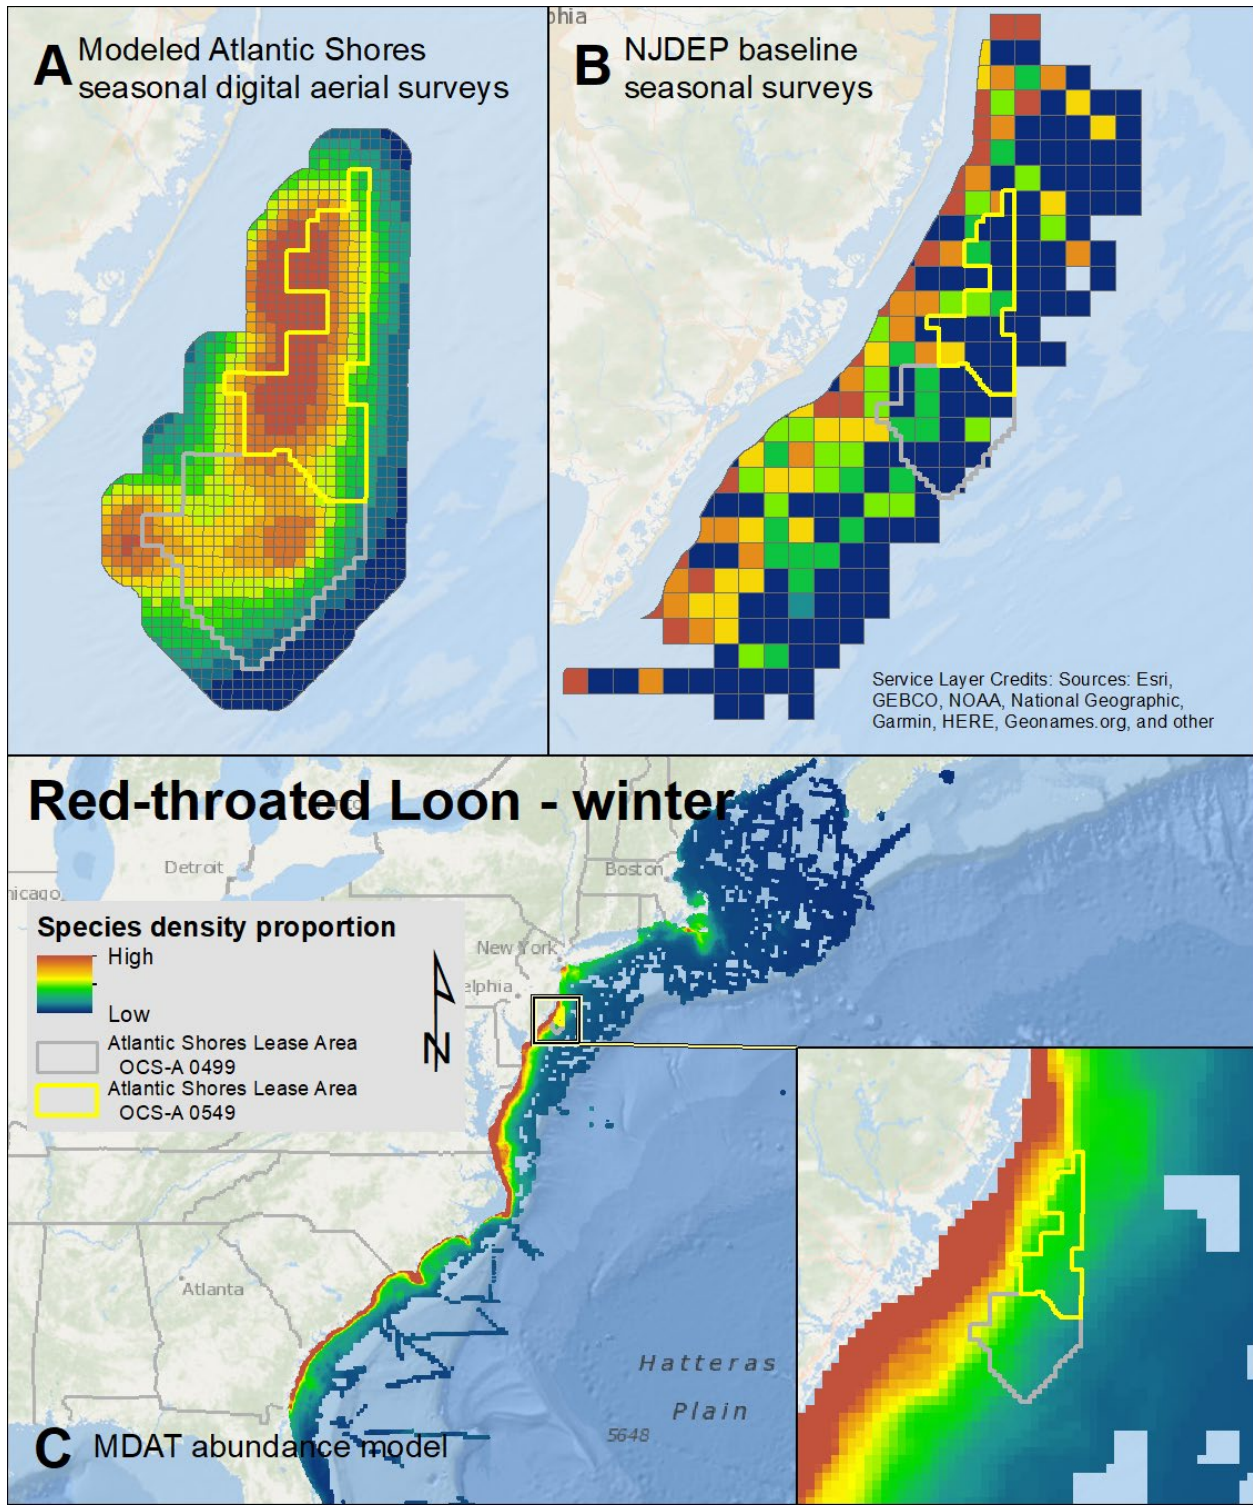 phia
A Modeled Atlantic Shores
seasonal digital aerial surveys
B NJDEP baseline
seasonal surveys
Service Layer Credits: Sources: Esri,
GEBCO, NOAA, National Geographic,
Garmin, HERE, Geonames.org, and other
Red-throated Loon - winter
Detroit
Boston
hicago
Species density proportion
High
Low
New York
elphia
N
Atlantic Shores Lease Area
OCS-A 0499
Atlantic Shores Lease Area
OCS-A 0549
Atlanta
Hatteras
Plain
5648
C MDAT abundance model